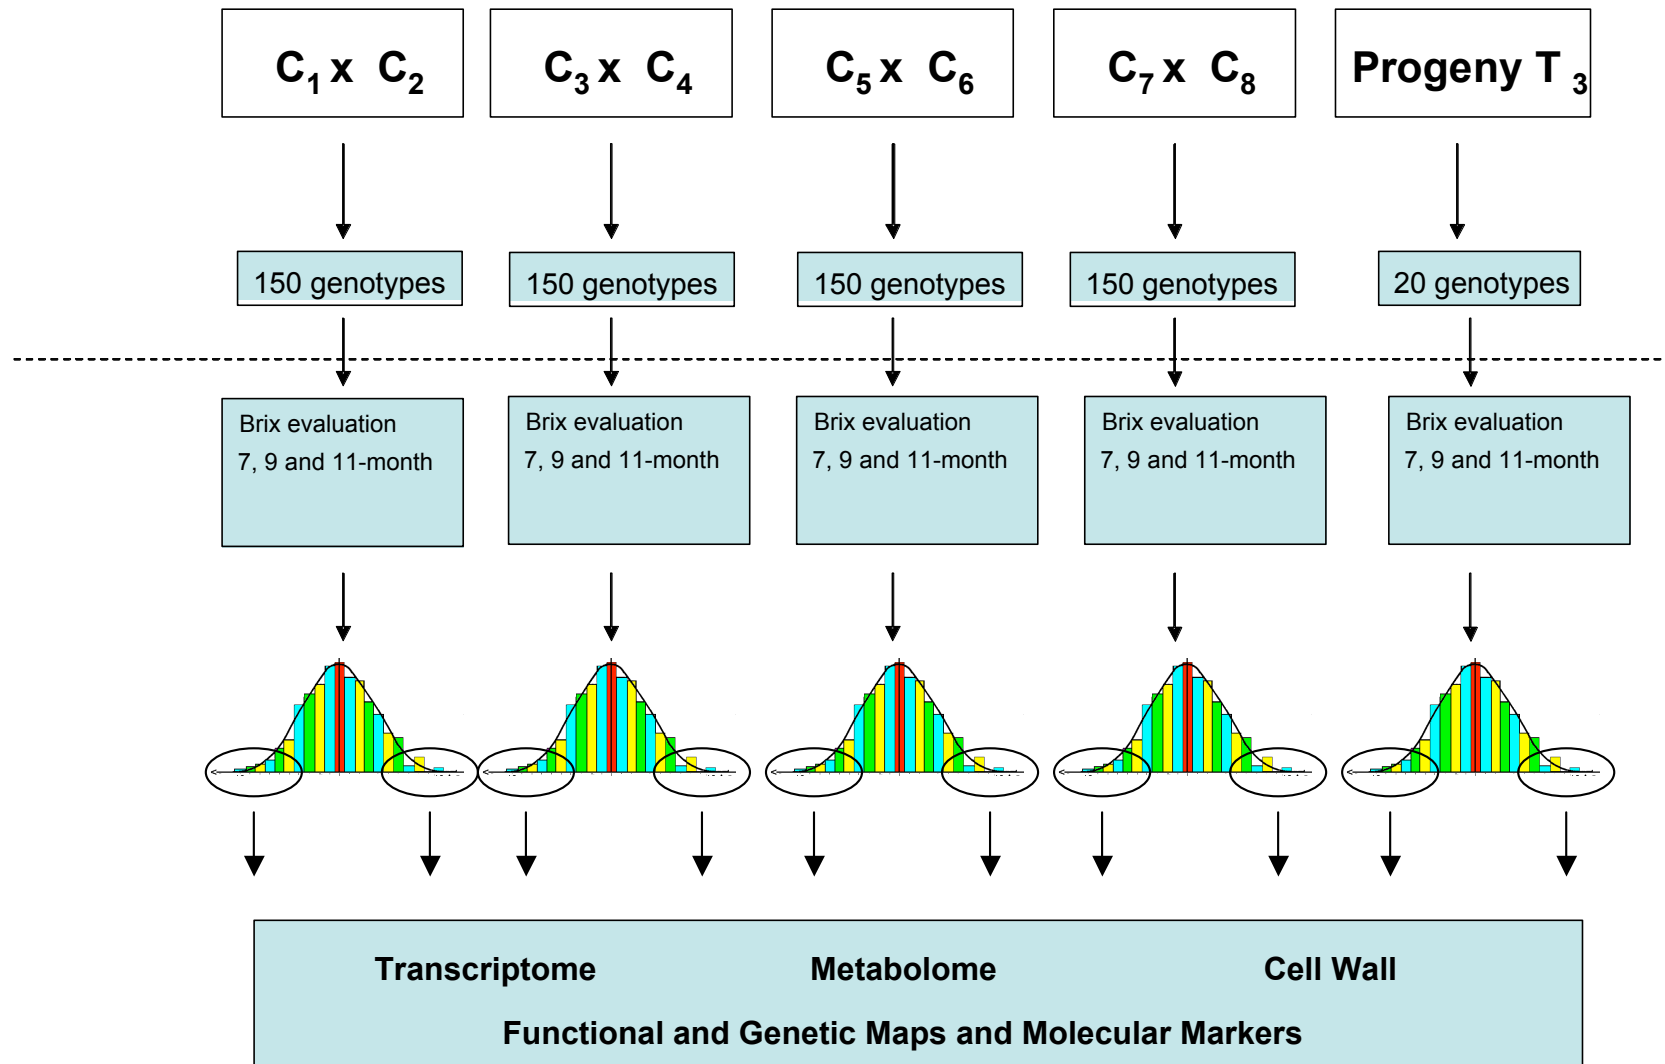 C1 x C2
C3 x C4
C5 x C6
C7 x C8
Progeny T 3
150 genotypes
150 genotypes
150 genotypes
150 genotypes
20 genotypes
Brix evaluation
7, 9 and 11-month
Brix evaluation
7, 9 and 11-month
Brix evaluation
7, 9 and 11-month
Brix evaluation
7, 9 and 11-month
Brix evaluation
7, 9 and 11-month
Transcriptome
Metabolome
Cell Wall
Functional and Genetic Maps and Molecular Markers